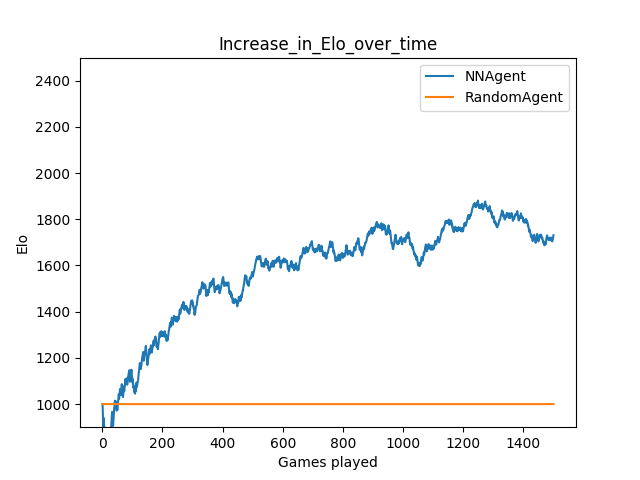 Increase_in_Elo_over_time
NNAgent
RandomAgent
2400
2200
2000
1800
1600
1400
1200
1000
Elo
0 200 400 600 800 1000 1200 1400
Games played